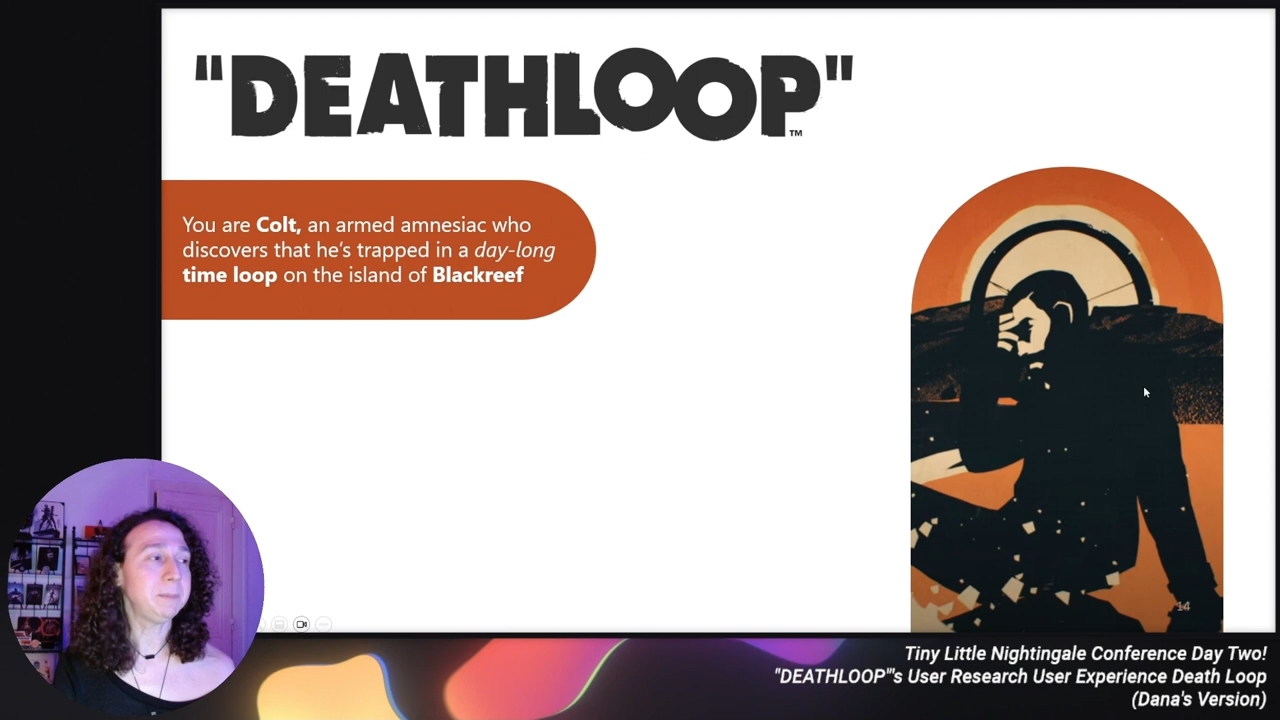 "DEATHLOOP"™
You are Colt, an armed amnesiac who
discovers that he's trapped in a day-long
time loop on the island of Blackreef
14
Tiny Little Nightingale Conference Day Two!
"DEATHLOOP"'s User Research User Experience Death Loop
(Dana's Version)